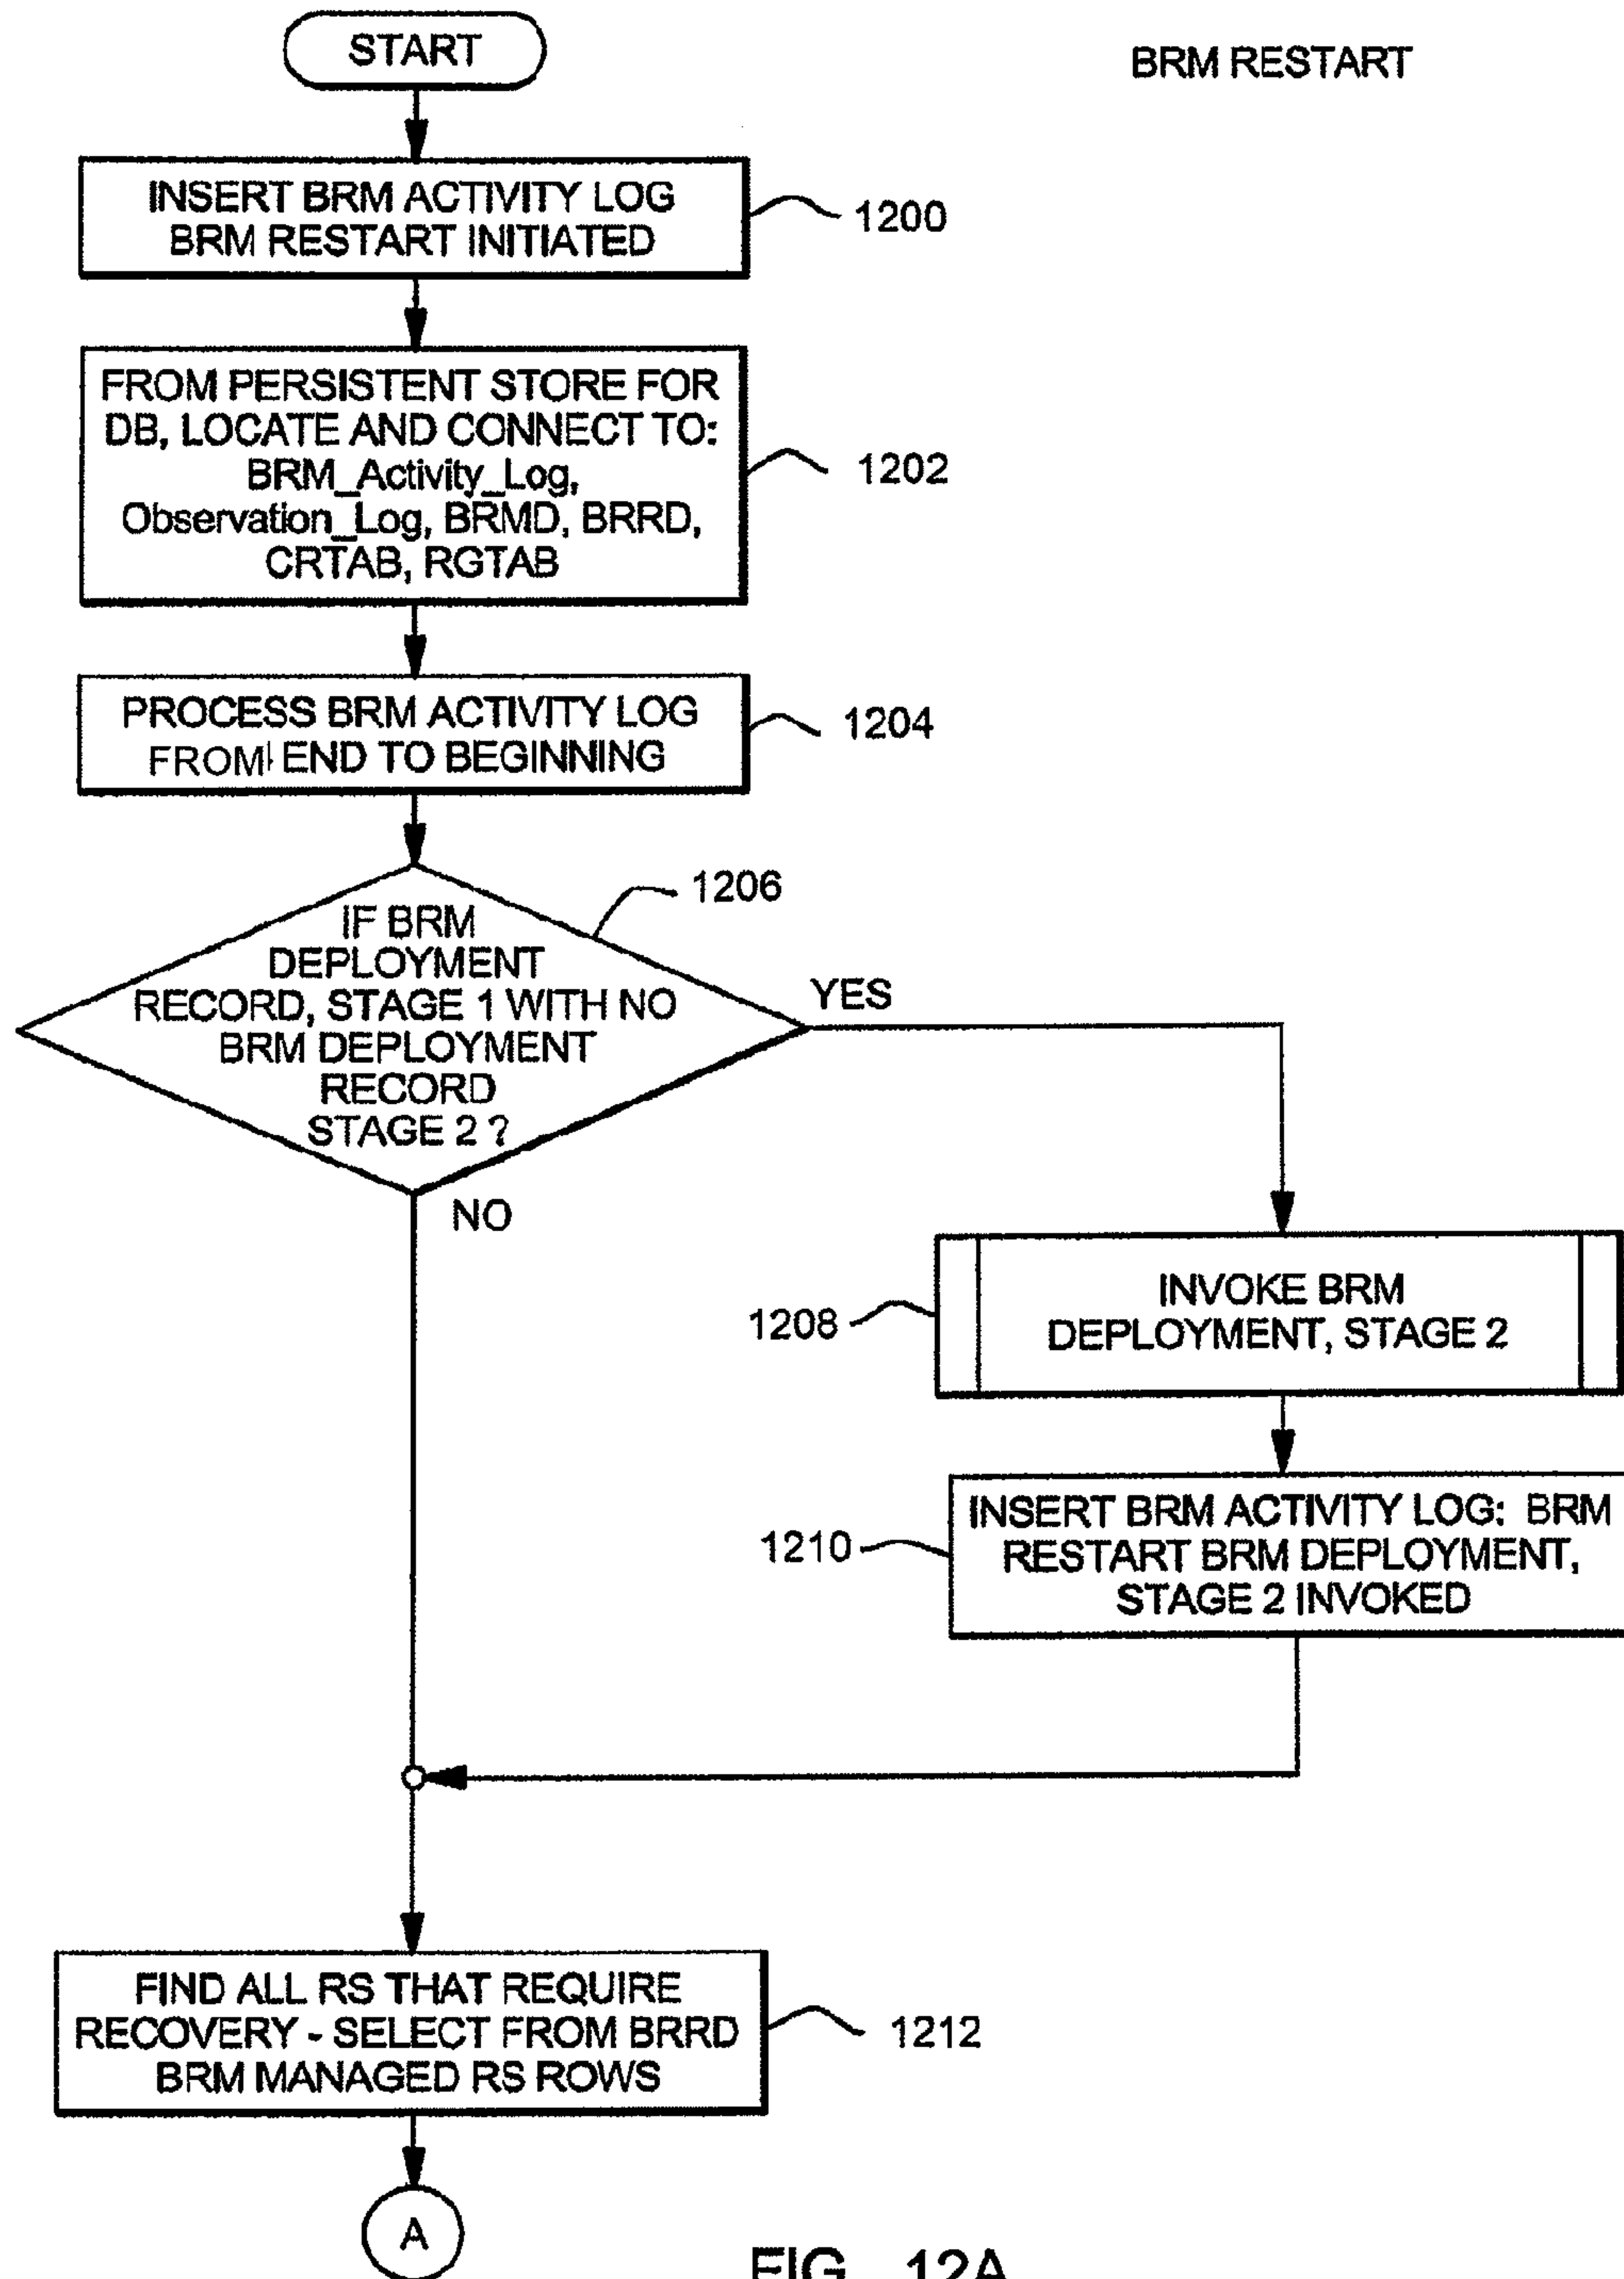 START
BRM RESTART
INSERT BRM ACTIVITY LOG
BRM RESTART INITIATED
1200
FROM PERSISTENT STORE FOR
DB, LOCATE AND CONNECT TO:
BRM_Activity_Log,
Observation_Log, BRMD, BRRD,
CRTAB, RGTAB
1202
PROCESS BRM ACTIVITY LOG
FROM END TO BEGINNING
1204
1206
IF BRM
DEPLOYMENT
RECORD, STAGE 1 WITH NO
BRM DEPLOYMENT
RECORD
STAGE 2 ?
YES
NO
1208
INVOKE BRM
DEPLOYMENT, STAGE 2
1210
INSERT BRM ACTIVITY LOG: BRM
RESTART BRM DEPLOYMENT,
STAGE 2 INVOKED
FIND ALL RS THAT REQUIRE
RECOVERY - SELECT FROM BRRD
BRM MANAGED RS ROWS
1212
A
FIG. 12A